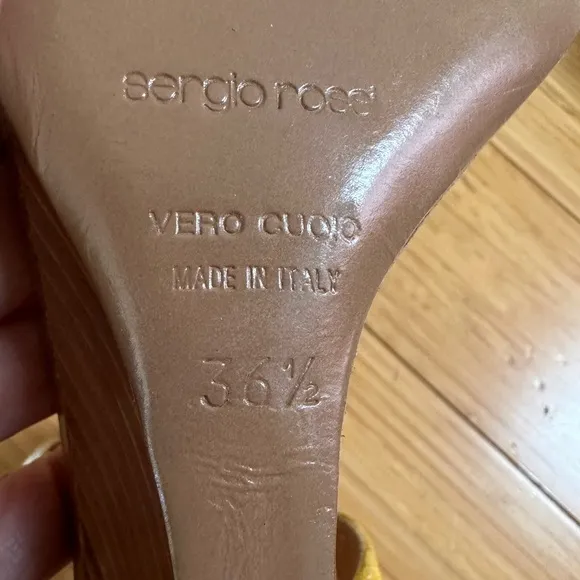 sergio rossi
VERO CUOIO
MADE IN ITALY
36½